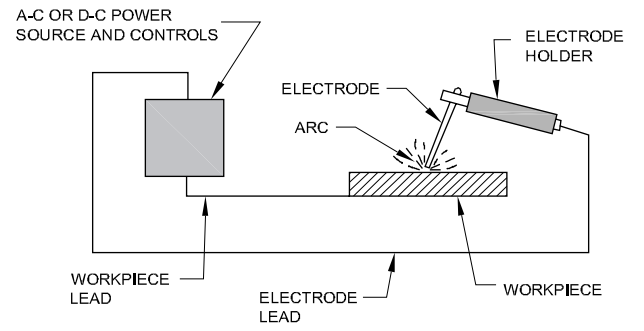 A-C OR D-C POWER
SOURCE AND CONTROLS
ELECTRODE
HOLDER
ELECTRODE
ARC
WORKPIECE
LEAD
ELECTRODE
LEAD
WORKPIECE